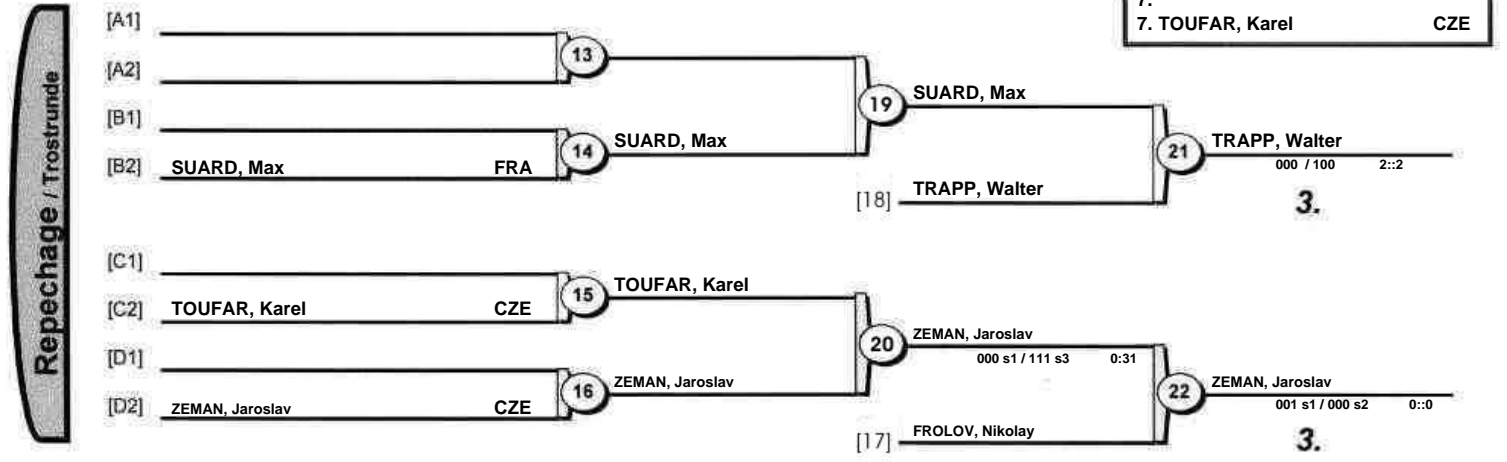 7.
7. TOUFAR, Karel CZE
Repechage / Trostrunde
[A1]
13
[A2]
SUARD, Max
19
[B1]
SUARD, Max
14
TRAPP, Walter
21
[B2] SUARD, Max FRA
000 / 100 2::2
TRAPP, Walter
[18]
3.
[C1]
TOUFAR, Karel
15
[C2] TOUFAR, Karel CZE
ZEMAN, Jaroslav
20
[D1]
000 s1 / 111 s3 0:31
ZEMAN, Jaroslav
16
ZEMAN, Jaroslav
22
[D2] ZEMAN, Jaroslav CZE
001 s1 / 000 s2 0::0
FROLOV, Nikolay
[17]
3.